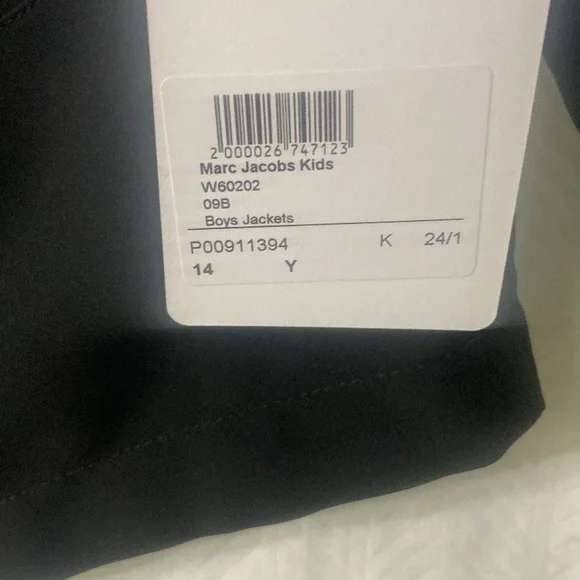 2 000026 747123
Marc Jacobs Kids
W60202
09B
Boys Jackets
P00911394 K 24/1
14 Y